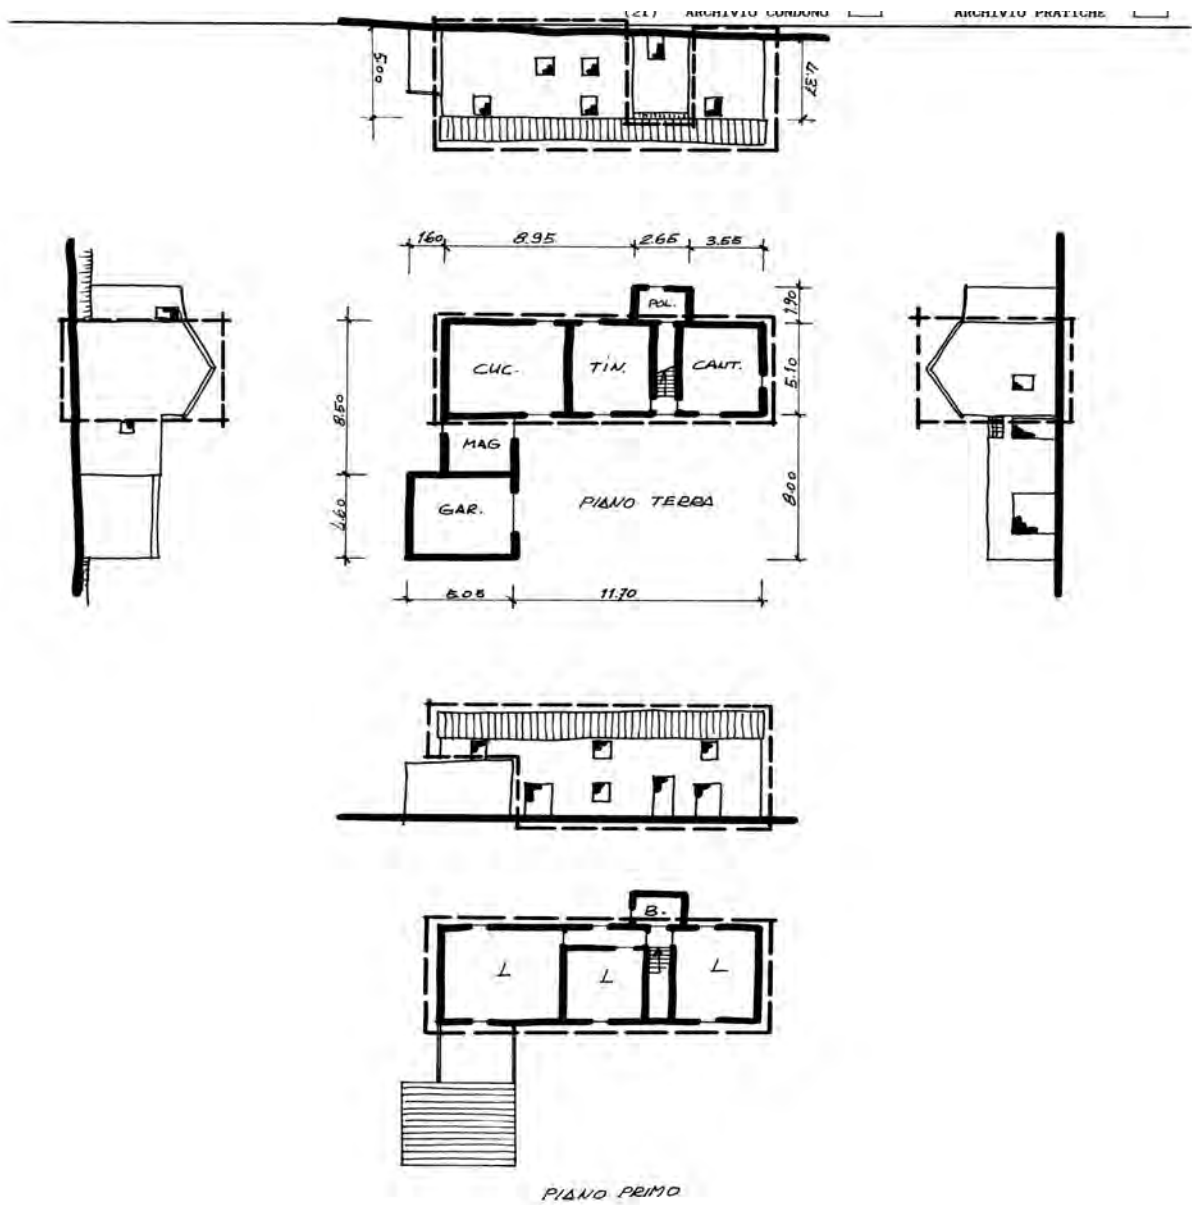 (21) ARCHIVIO CONDONO ARCHIVIO PRATICHE
5.00
4.37
160 8.95 2.65 3.55
POL.
1.90
CUC. TIN. CANT.
5.10
8.50
MAG
GAR.
PIANO TERRA
8.00
4.60
5.05 11.70
B.
L L L
PIANO PRIMO